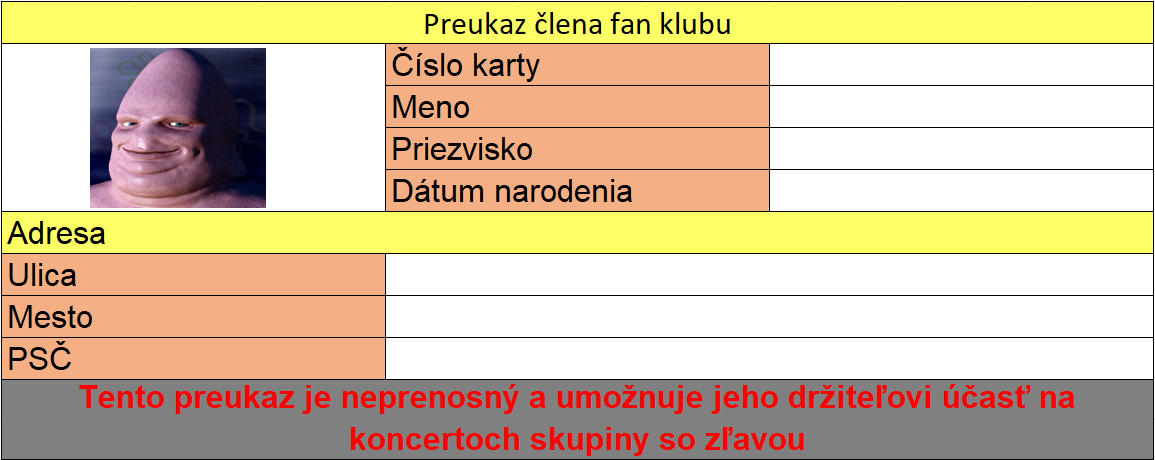 Preukaz člena fan klubu
Číslo karty
Meno
Priezvisko
Dátum narodenia
Adresa
Ulica
Mesto
PSČ
Tento preukaz je neprenosný a umožnuje jeho držiteľovi účasť na
koncertoch skupiny so zľavou